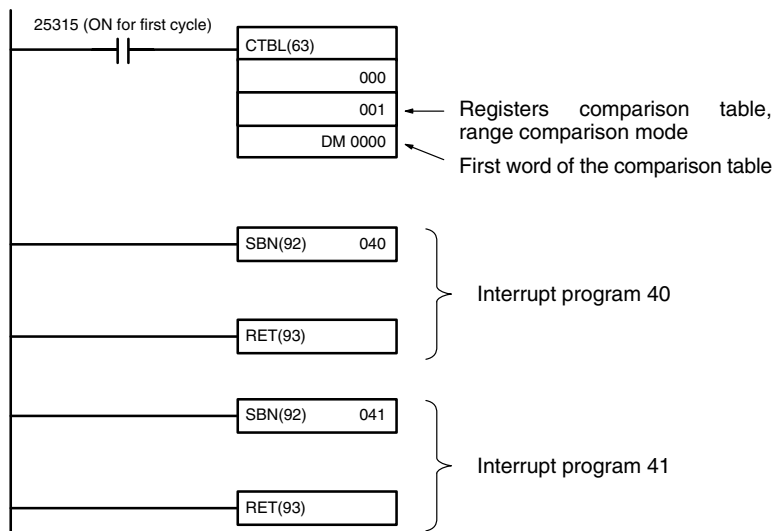 25315 (ON for first cycle)
CTBL(63)
000
001
DM 0000
Registers comparison table,
range comparison mode
First word of the comparison table
SBN(92) 040
Interrupt program 40
RET(93)
SBN(92) 041
Interrupt program 41
RET(93)